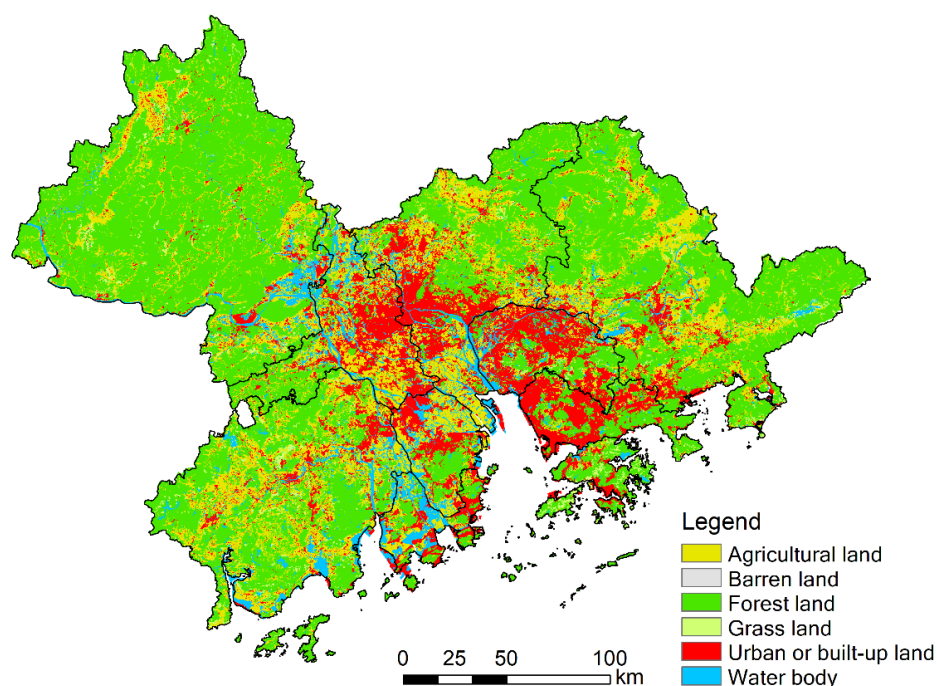 Legend
Agricultural land
Barren land
Forest land
Grass land
Urban or built-up land
Water body
0 25 50 100
km